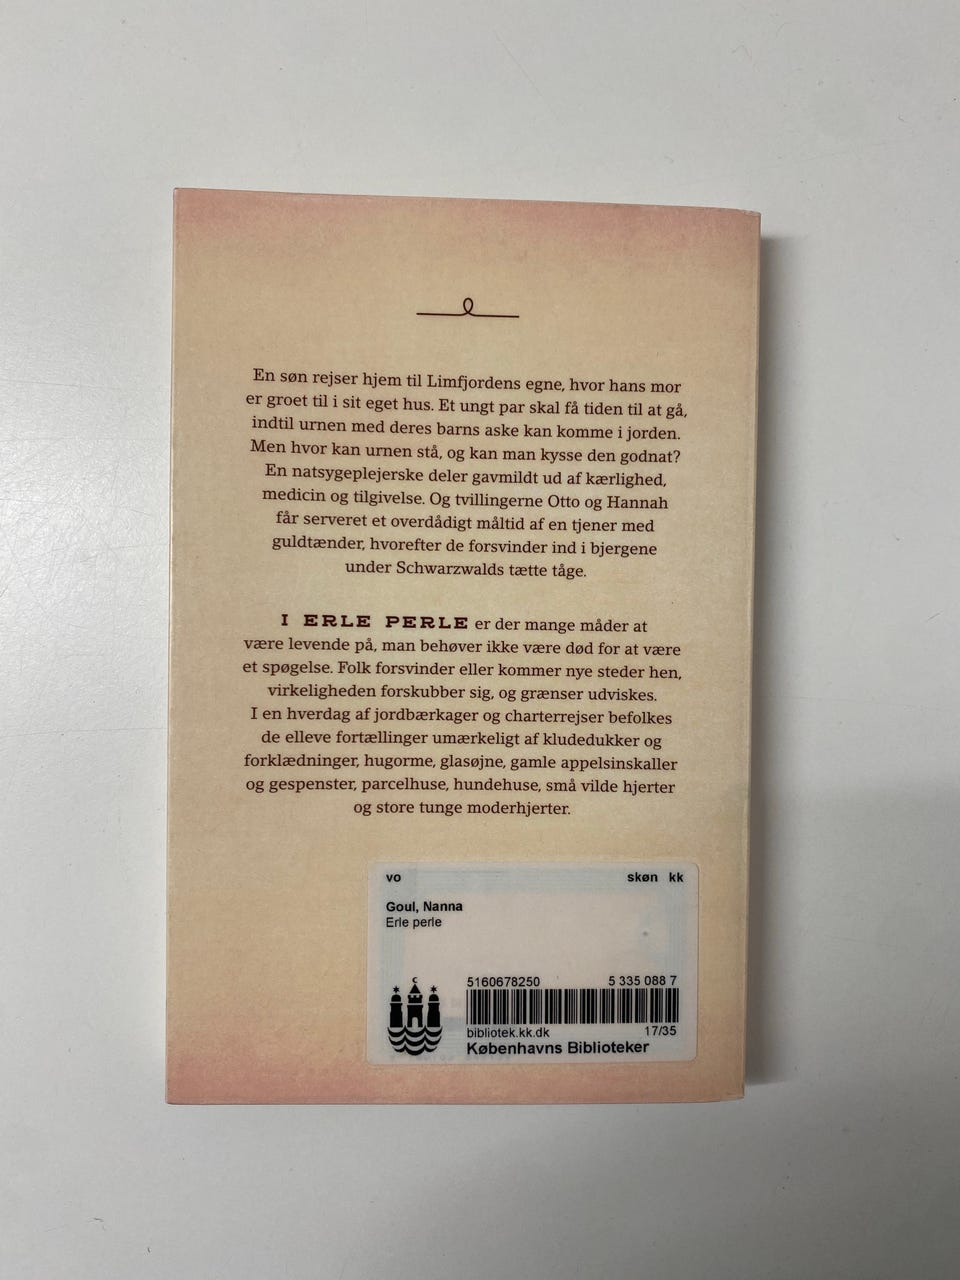 En søn rejser hjem til Limfjordens egne, hvor hans mor
er groet til i sit eget hus. Et ungt par skal få tiden til at gå,
indtil urnen med deres barns aske kan komme i jorden.
Men hvor kan urnen stå, og kan man kysse den godnat?
En natsygeplejerske deler gavmildt ud af kærlighed,
medicin og tilgivelse. Og tvillingerne Otto og Hannah
får serveret et overdådigt måltid af en tjener med
guldtænder, hvorefter de forsvinder ind i bjergene
under Schwarzwalds tætte tåge.
I ERLE PERLE er der mange måder at
være levende på, man behøver ikke være død for at være
et spøgelse. Folk forsvinder eller kommer nye steder hen,
virkeligheden forskubber sig, og grænser udviskes.
I en hverdag af jordbærkager og charterrejser befolkes
de elleve fortællinger umærkeligt af kludedukker og
forklædninger, hugorme, glasøjne, gamle appelsinskaller
og gespenster, parcelhuse, hundehuse, små vilde hjerter
og store tunge moderhjerter.
vo skøn kk
Goul, Nanna
Erle perle
5160678250 5 335 088 7
bibliotek.kk.dk 17/35
Københavns Biblioteker